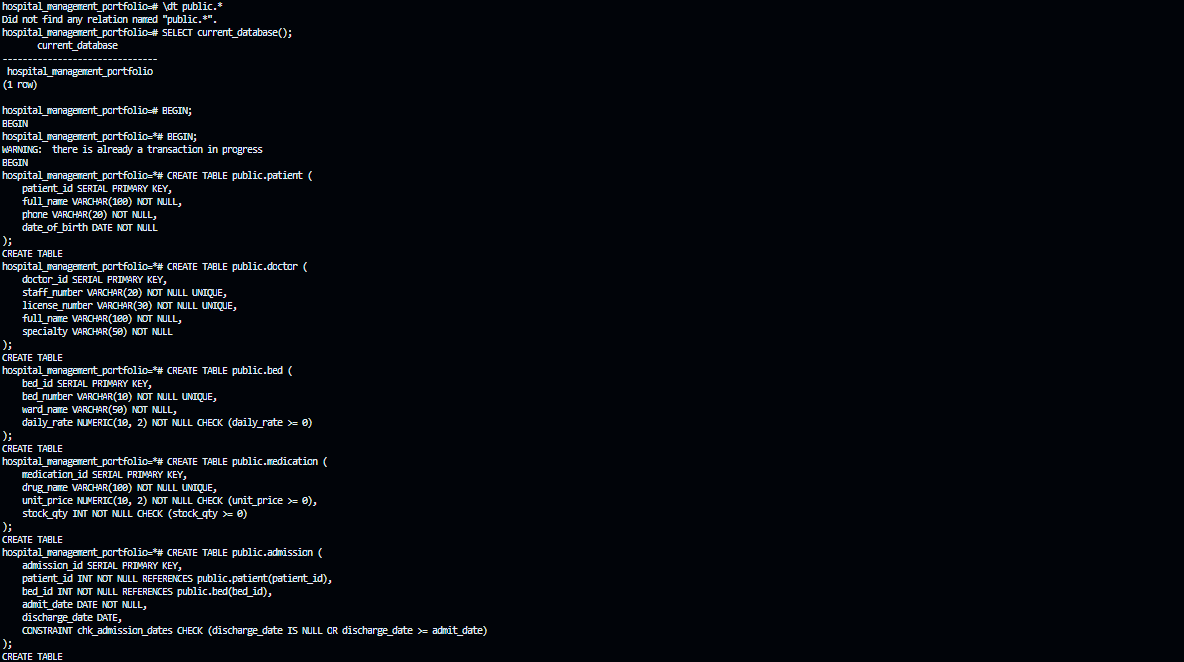 hospital_management_portfolio=# \dt public.*
Did not find any relation named "public.*".
hospital_management_portfolio=# SELECT current_database();
       current_database
-------------------------------
 hospital_management_portfolio
(1 row)

hospital_management_portfolio=# BEGIN;
BEGIN
hospital_management_portfolio=*# BEGIN;
WARNING:  there is already a transaction in progress
BEGIN
hospital_management_portfolio=*# CREATE TABLE public.patient (
    patient_id SERIAL PRIMARY KEY,
    full_name VARCHAR(100) NOT NULL,
    phone VARCHAR(20) NOT NULL,
    date_of_birth DATE NOT NULL
);
CREATE TABLE
hospital_management_portfolio=*# CREATE TABLE public.doctor (
    doctor_id SERIAL PRIMARY KEY,
    staff_number VARCHAR(20) NOT NULL UNIQUE,
    license_number VARCHAR(30) NOT NULL UNIQUE,
    full_name VARCHAR(100) NOT NULL,
    specialty VARCHAR(50) NOT NULL
);
CREATE TABLE
hospital_management_portfolio=*# CREATE TABLE public.bed (
    bed_id SERIAL PRIMARY KEY,
    bed_number VARCHAR(10) NOT NULL UNIQUE,
    ward_name VARCHAR(50) NOT NULL,
    daily_rate NUMERIC(10, 2) NOT NULL CHECK (daily_rate >= 0)
);
CREATE TABLE
hospital_management_portfolio=*# CREATE TABLE public.medication (
    medication_id SERIAL PRIMARY KEY,
    drug_name VARCHAR(100) NOT NULL UNIQUE,
    unit_price NUMERIC(10, 2) NOT NULL CHECK (unit_price >= 0),
    stock_qty INT NOT NULL CHECK (stock_qty >= 0)
);
CREATE TABLE
hospital_management_portfolio=*# CREATE TABLE public.admission (
    admission_id SERIAL PRIMARY KEY,
    patient_id INT NOT NULL REFERENCES public.patient(patient_id),
    bed_id INT NOT NULL REFERENCES public.bed(bed_id),
    admit_date DATE NOT NULL,
    discharge_date DATE,
    CONSTRAINT chk_admission_dates CHECK (discharge_date IS NULL OR discharge_date >= admit_date)
);
CREATE TABLE